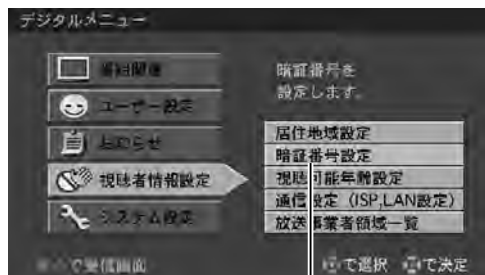 デジタルメニュー
番組関連
ユーザー設定
お知らせ
視聴者情報設定
システム設定
暗証番号を
設定します。
居住地域設定
暗証番号設定
視聴可能年齢設定
通信設定（ISP,LAN設定）
放送事業者領域一覧
で受信画面
で選択 で決定